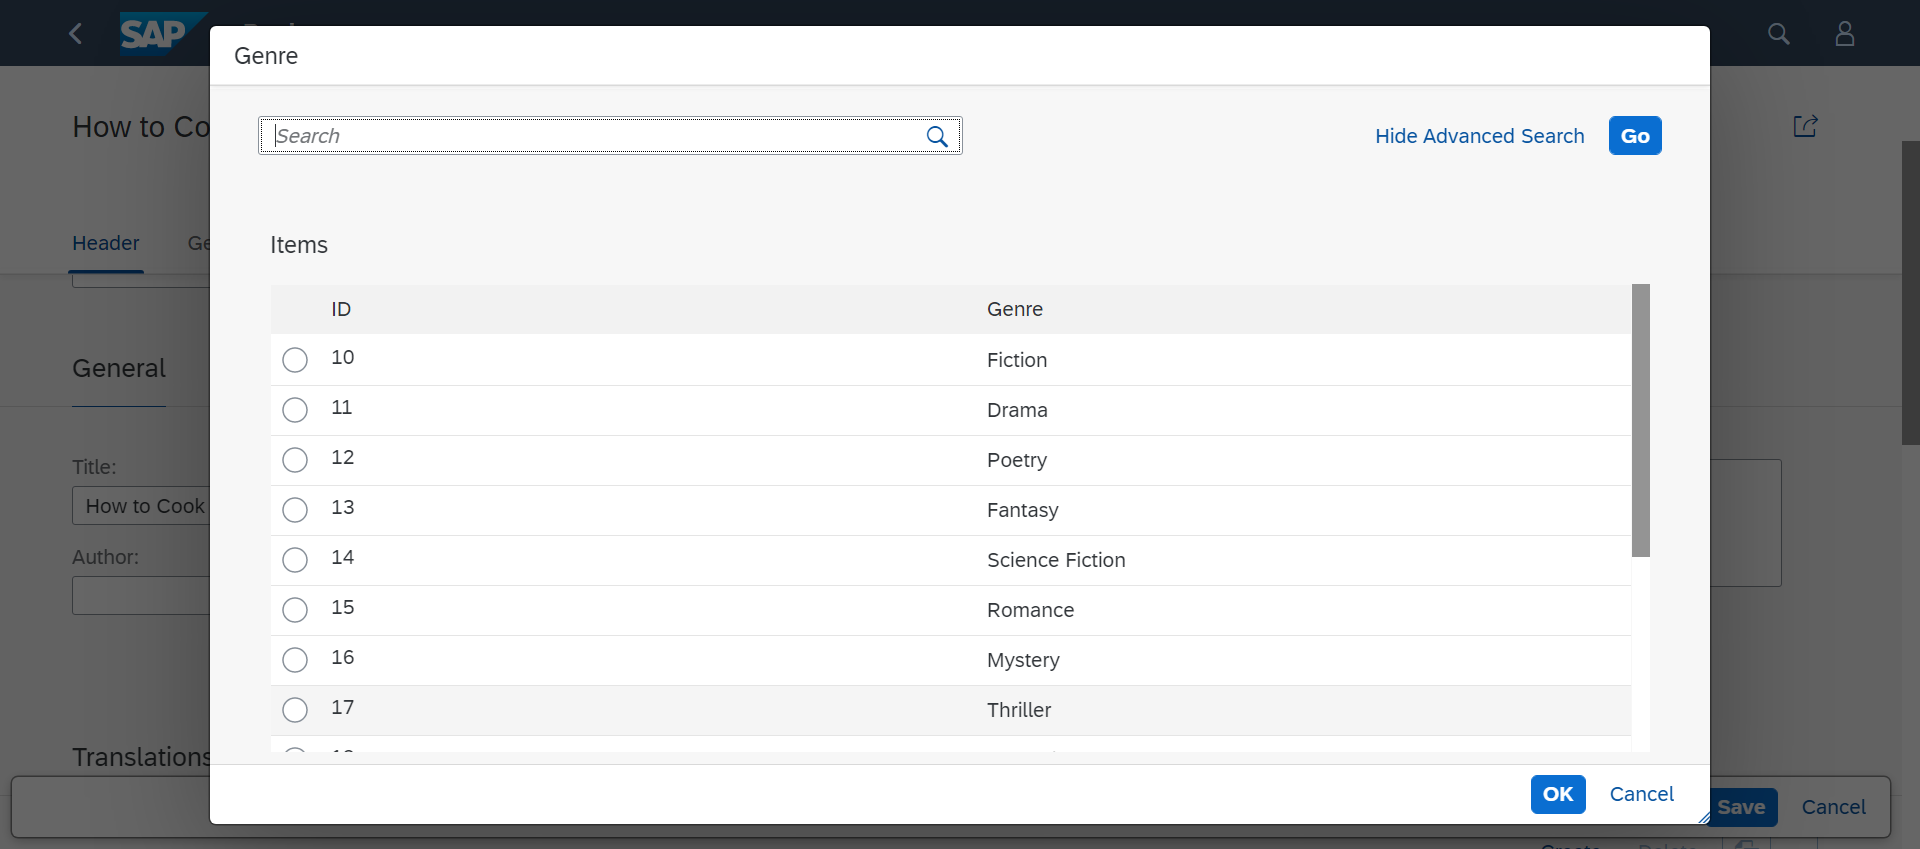 SAP
Genre
How to Co
Search
Hide Advanced Search
Go
Header
Ge
Items
ID Genre
10 Fiction
11 Drama
12 Poetry
13 Fantasy
14 Science Fiction
15 Romance
16 Mystery
17 Thriller
General
Title:
How to Cook
Author:
Translations
OK Cancel
Save Cancel